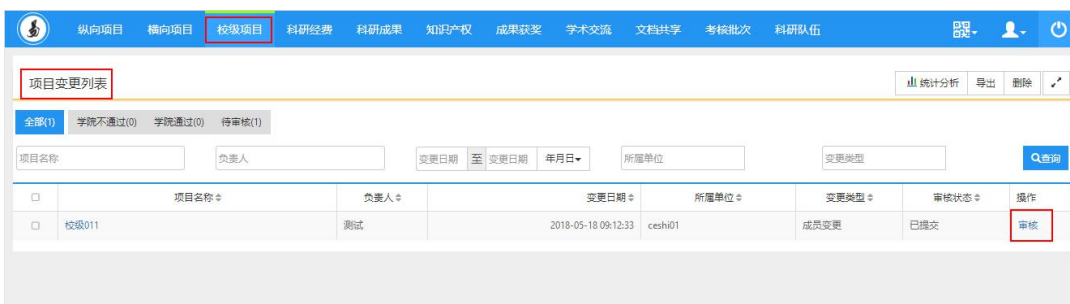 纵向项目 横向项目 校级项目 科研经费 科研成果 知识产权 成果获奖 学术交流 文档共享 考核批次 科研队伍
项目变更列表 统计分析 导出 删除
全部(1) 学院不通过(0) 学院通过(0) 待审核(1)
项目名称 负责人 变更日期 至 变更日期 年月日 所属单位 变更类型 查询
项目名称 负责人 变更日期 所属单位 变更类型 审核状态 操作
校级011 测试 2018-05-18 09:12:33 ceshi01 成员变更 已提交 审核